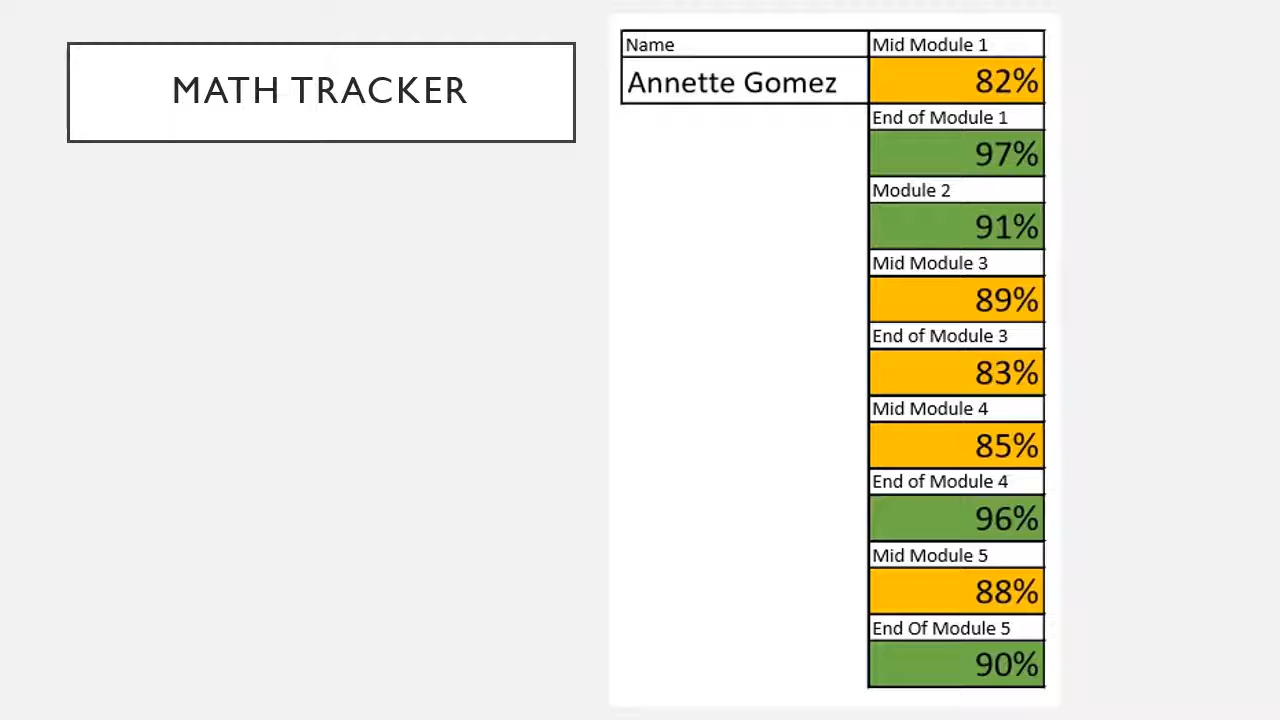 MATH TRACKER
Name Mid Module 1
Annette Gomez 82%
End of Module 1
97%
Module 2
91%
Mid Module 3
89%
End of Module 3
83%
Mid Module 4
85%
End of Module 4
96%
Mid Module 5
88%
End Of Module 5
90%